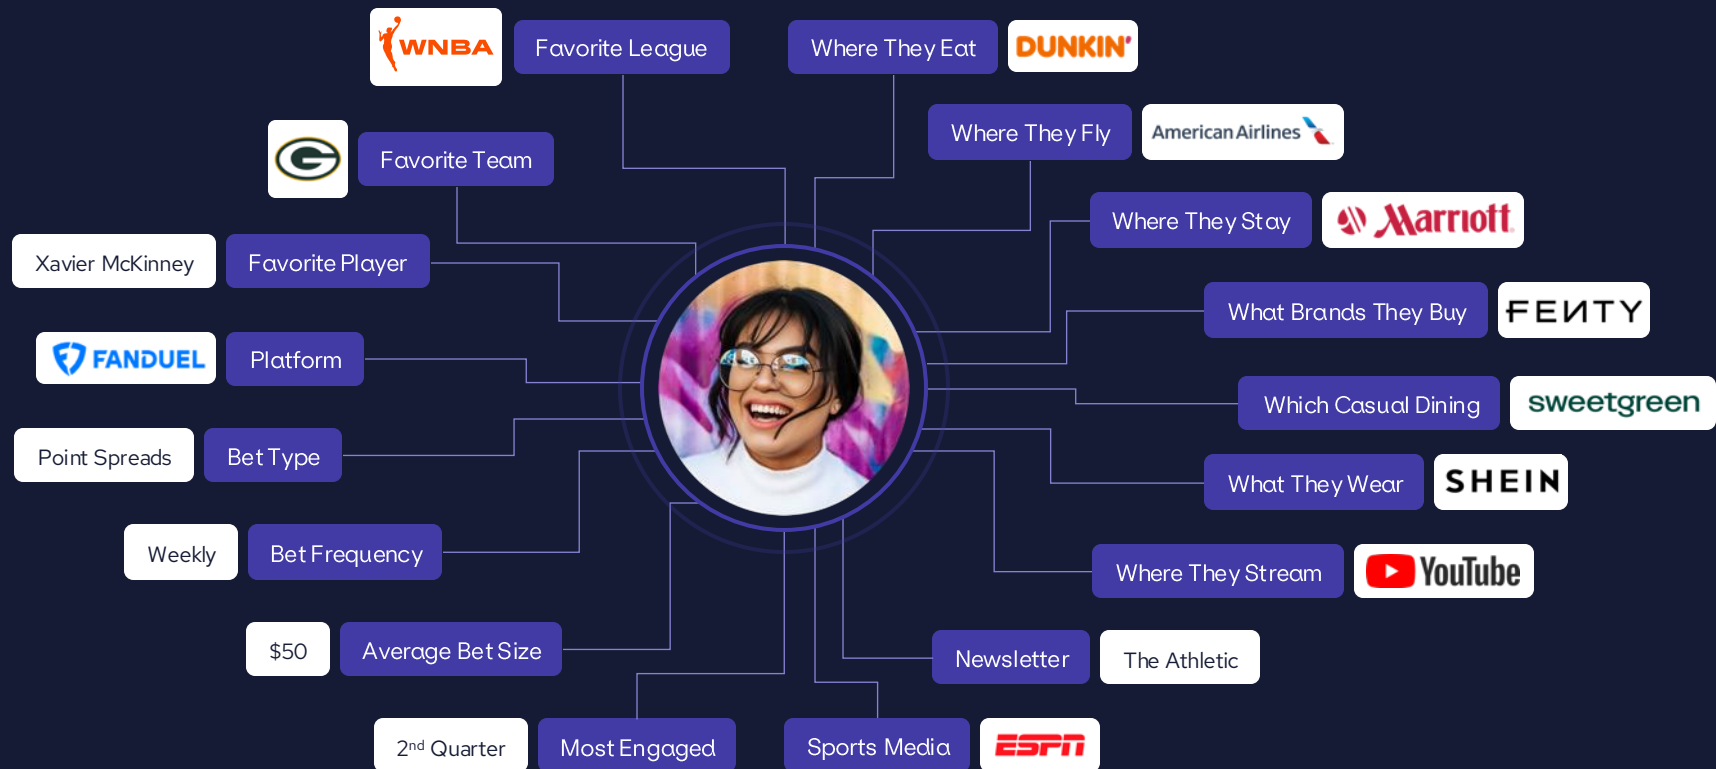 WNBA
Favorite League
Where They Eat
DUNKIN'
Where They Fly
American Airlines
G
Favorite Team
Where They Stay
Marriott
Xavier McKinney
Favorite Player
What Brands They Buy
FENTY
FANDUEL
Platform
Which Casual Dining
sweetgreen
Point Spreads
Bet Type
What They Wear
SHEIN
Weekly
Bet Frequency
Where They Stream
YouTube
$50
Average Bet Size
Newsletter
The Athletic
2nd Quarter
Most Engaged
Sports Media
ESPN